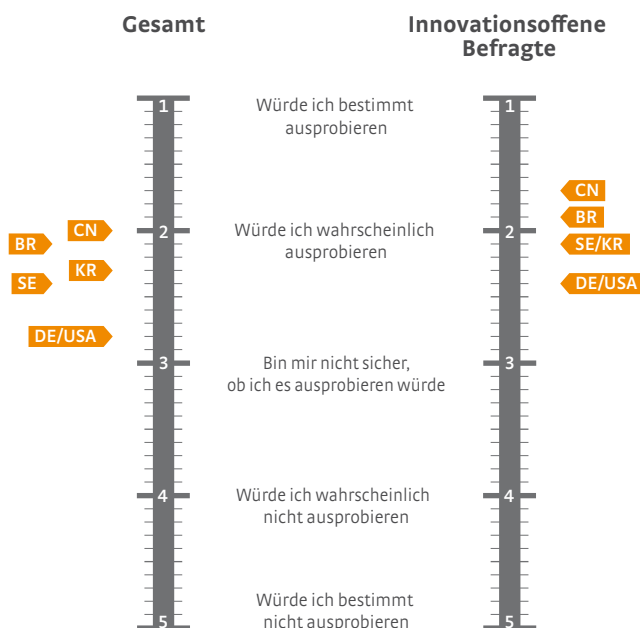 Gesamt
Innovationsoffene
Befragte
1
Würde ich bestimmt
ausprobieren
1
CN
BR
CN
2
Würde ich wahrscheinlich
ausprobieren
2
BR
SE/KR
KR
SE
DE/USA
DE/USA
3
Bin mir nicht sicher,
ob ich es ausprobieren würde
3
4
Würde ich wahrscheinlich
nicht ausprobieren
4
5
Würde ich bestimmt
nicht ausprobieren
5